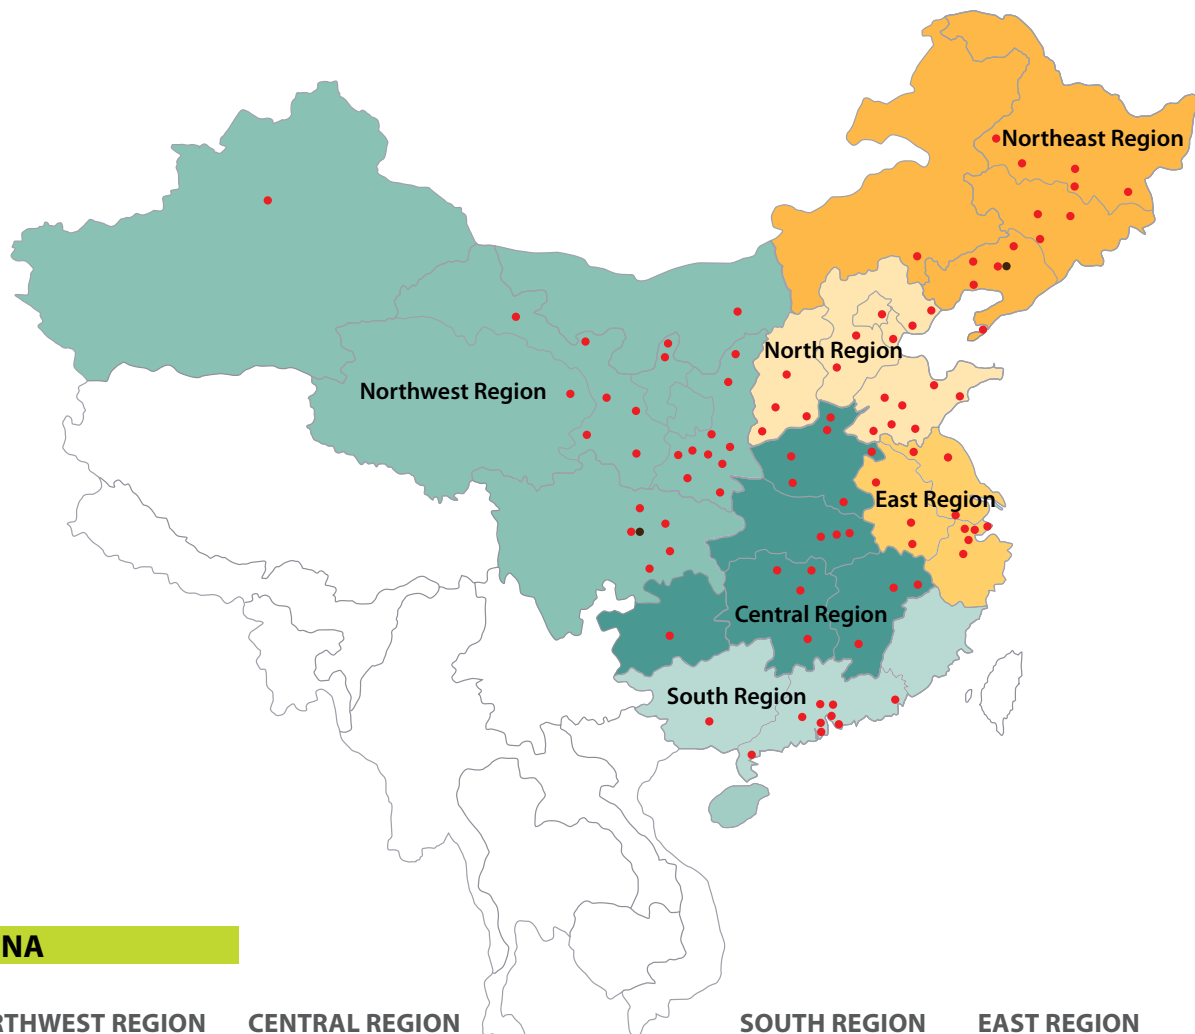 Northeast Region
North Region
Northwest Region
East Region
Central Region
South Region
NA
RTHWEST REGION CENTRAL REGION SOUTH REGION EAST REGION